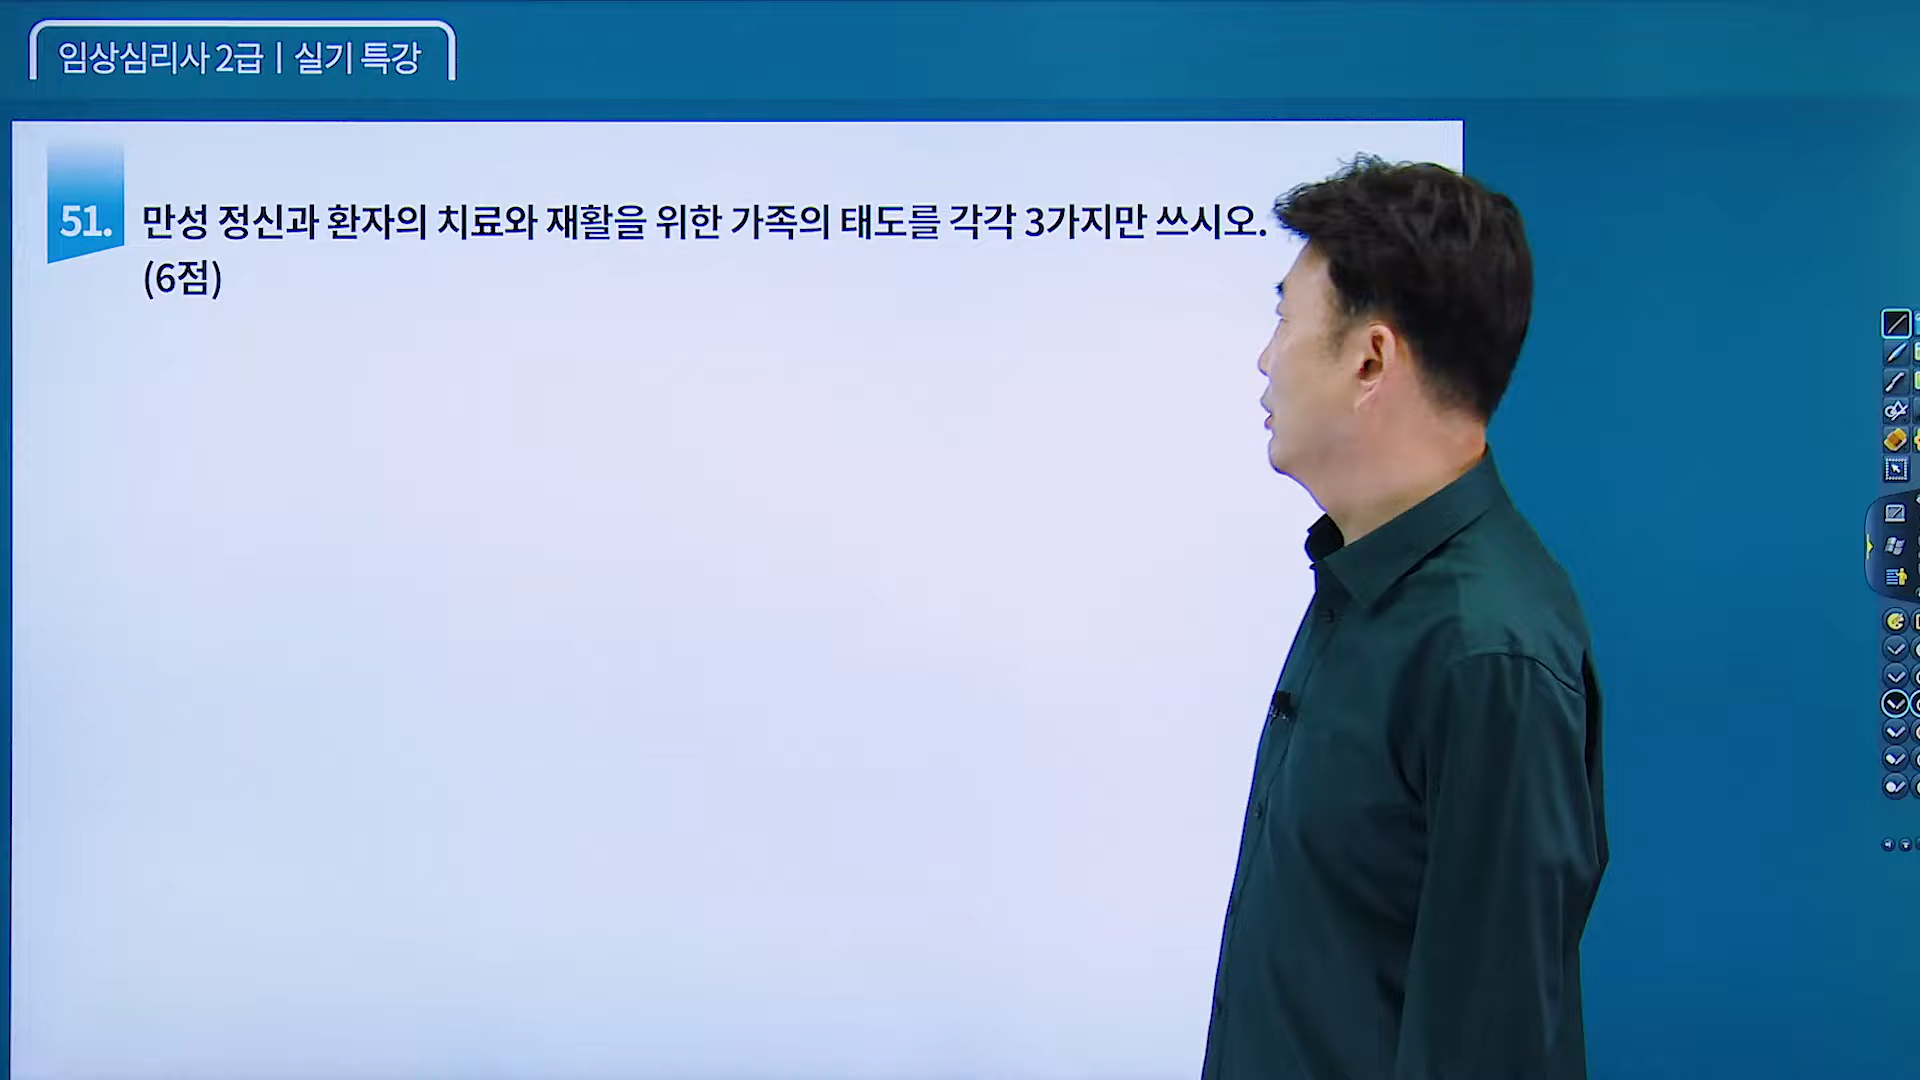 임상심리사 2급 | 실기 특강
51. 만성 정신과 환자의 치료와 재활을 위한 가족의 태도를 각각 3가지만 쓰시오.
(6점)